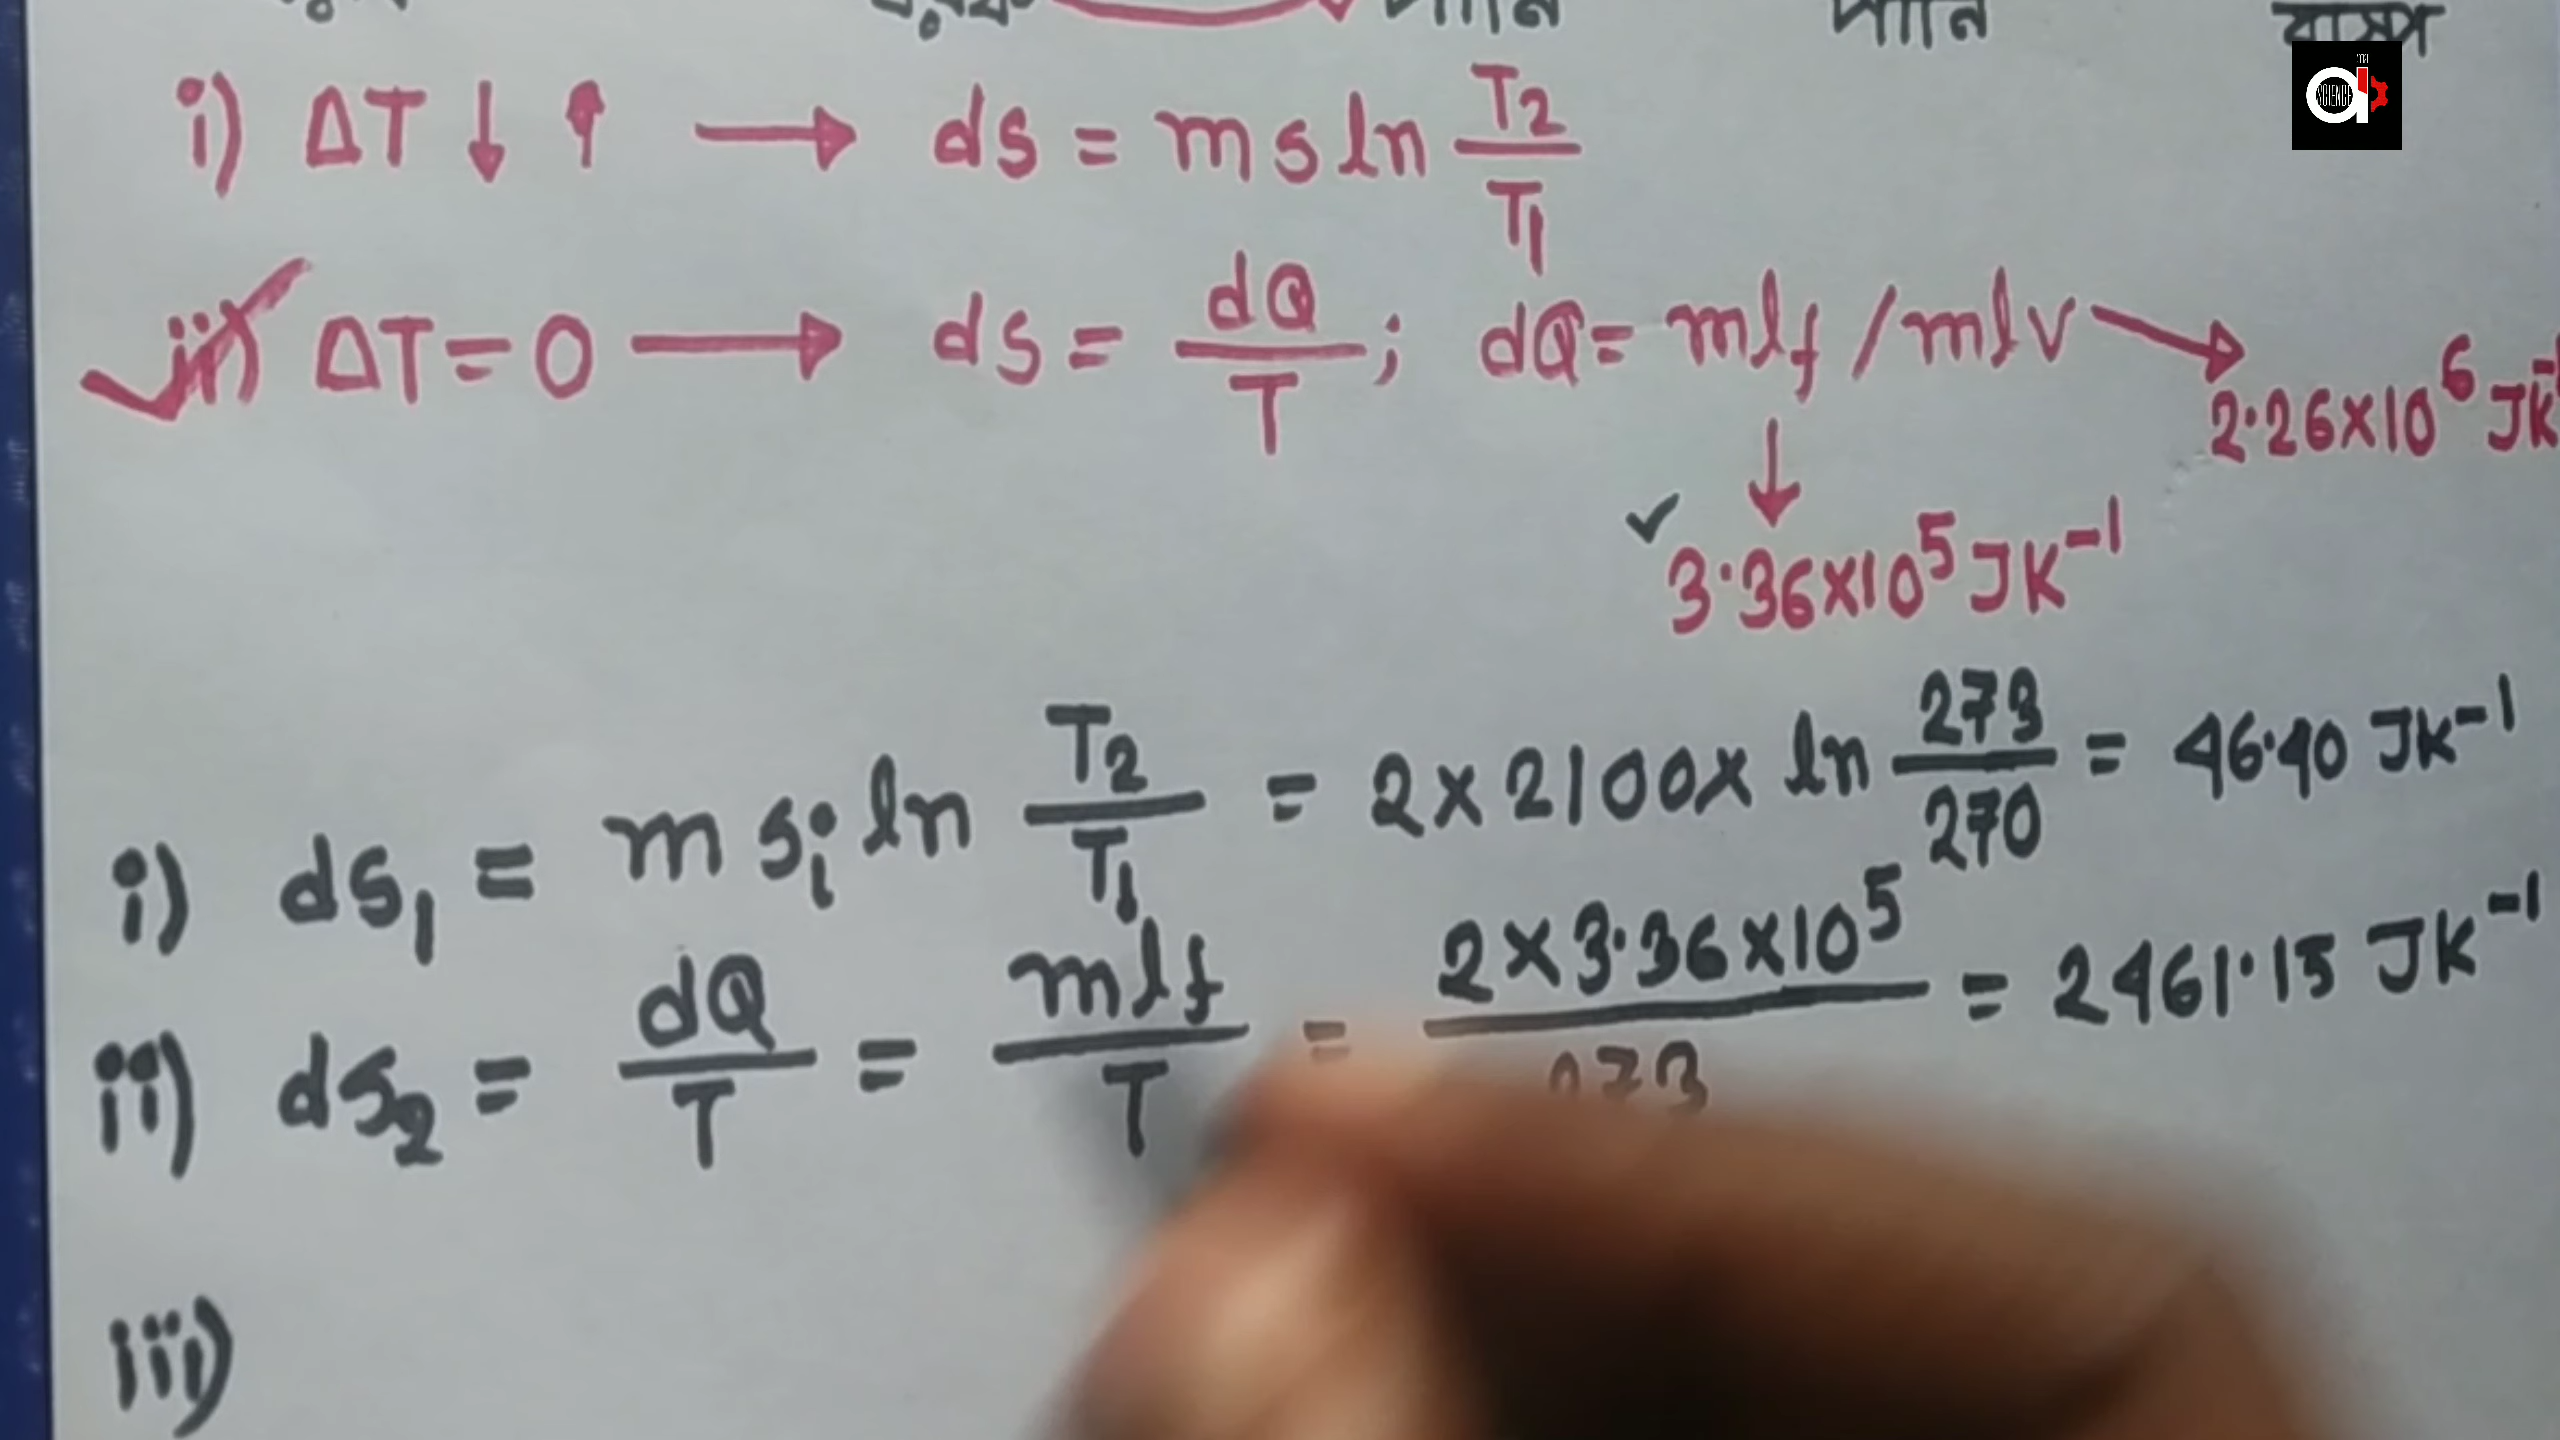 পানি পানি বাষ্প
i) ΔT ↓ ↑ → ds = m s ln T2/T1
ii) ΔT = 0 → ds = dQ/T ; dQ = mlf / mlv → 2.26×10^6 JK^-1
↓
✓ 3.36×10^5 JK^-1
i) ds1 = m si ln T2/T1 = 2 × 2100 × ln 273/270 = 46.40 JK^-1
ii) ds2 = dQ/T = mlf/T = 2 × 3.36 × 10^5/273 = 2461.15 JK^-1
iii)
SCIENCE